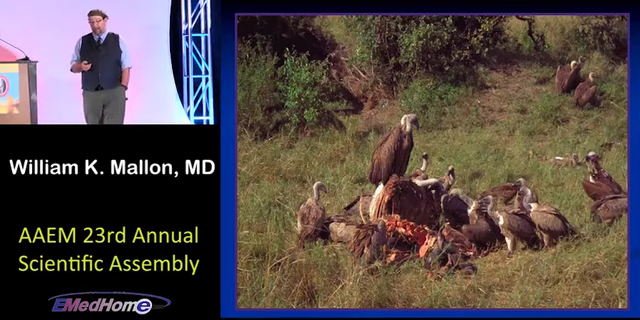 William K. Mallon, MD
AAEM 23rd Annual
Scientific Assembly
EMedHome